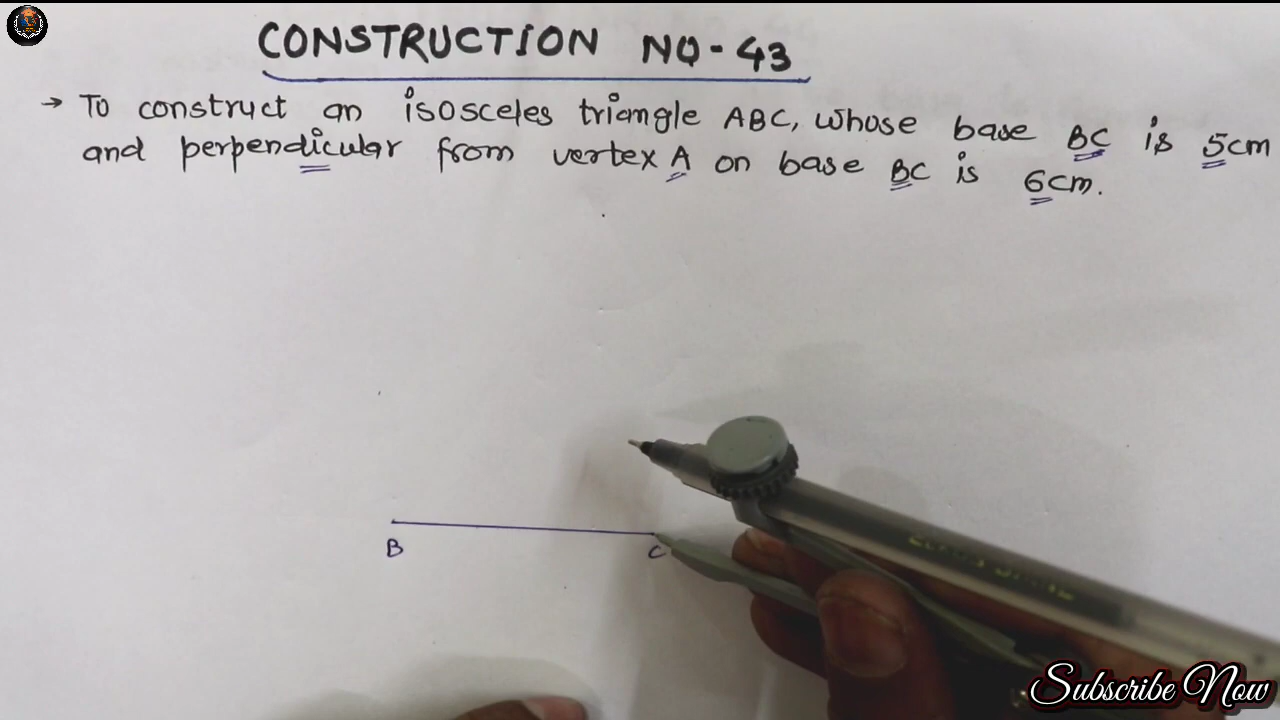 CONSTRUCTION NO-43
→ To construct an isosceles triangle ABC, whose base BC is 5cm
and perpendicular from vertex A on base BC is 6cm.
B
C
Subscribe Now